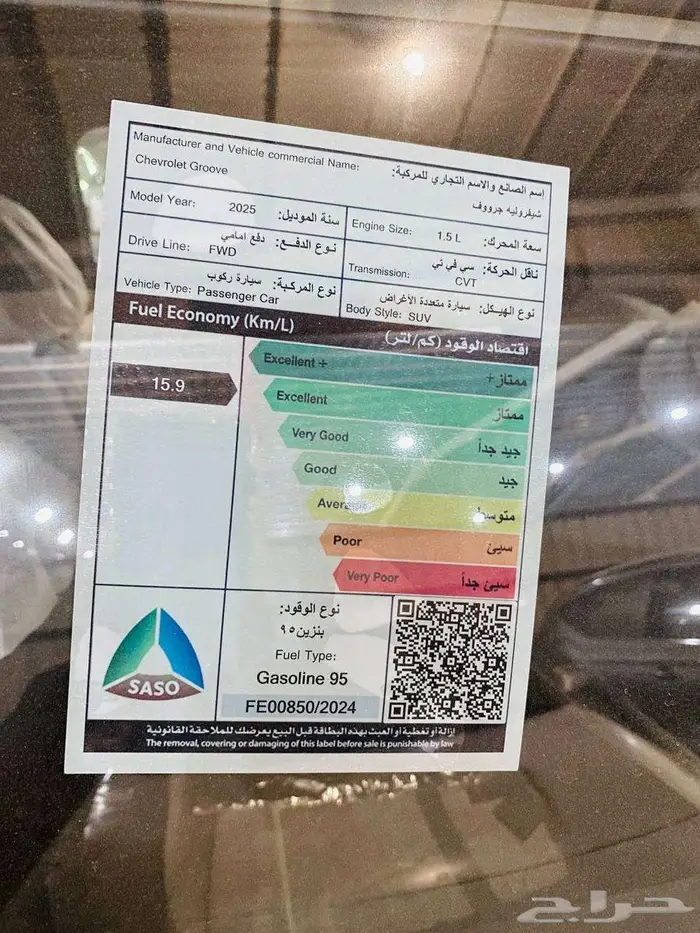 Manufacturer and Vehicle commercial Name:
إسم الصانع والاسم التجاري للمركبة:
Chevrolet Groove
شيفروليه جرووف
Model Year: 2025 سنة الموديل:
Engine Size: 1.5 L سعة المحرك:
Drive Line: دفع امامي نوع الدفع:
FWD
Transmission: سي في تي ناقل الحركة:
CVT
Vehicle Type: سيارة ركوب نوع المركبة:
Passenger Car
Body Style: سيارة متعددة الأغراض نوع الهيكل:
SUV
Fuel Economy (Km/L) اقتصاد الوقود (كم/لتر)
15.9
Excellent + ممتاز+
Excellent ممتاز
Very Good جيد جداً
Good جيد
Average متوسط
Poor سيئ
Very Poor سيئ جداً
SASO
نوع الوقود:
بنزين ٩٥
Fuel Type:
Gasoline 95
FE00850/2024
إزالة أو تغطية أو العبث بهذه البطاقة قبل البيع يعرضك للملاحقة القانونية
The removal, covering or damaging of this label before sale is punishable by law
حراج